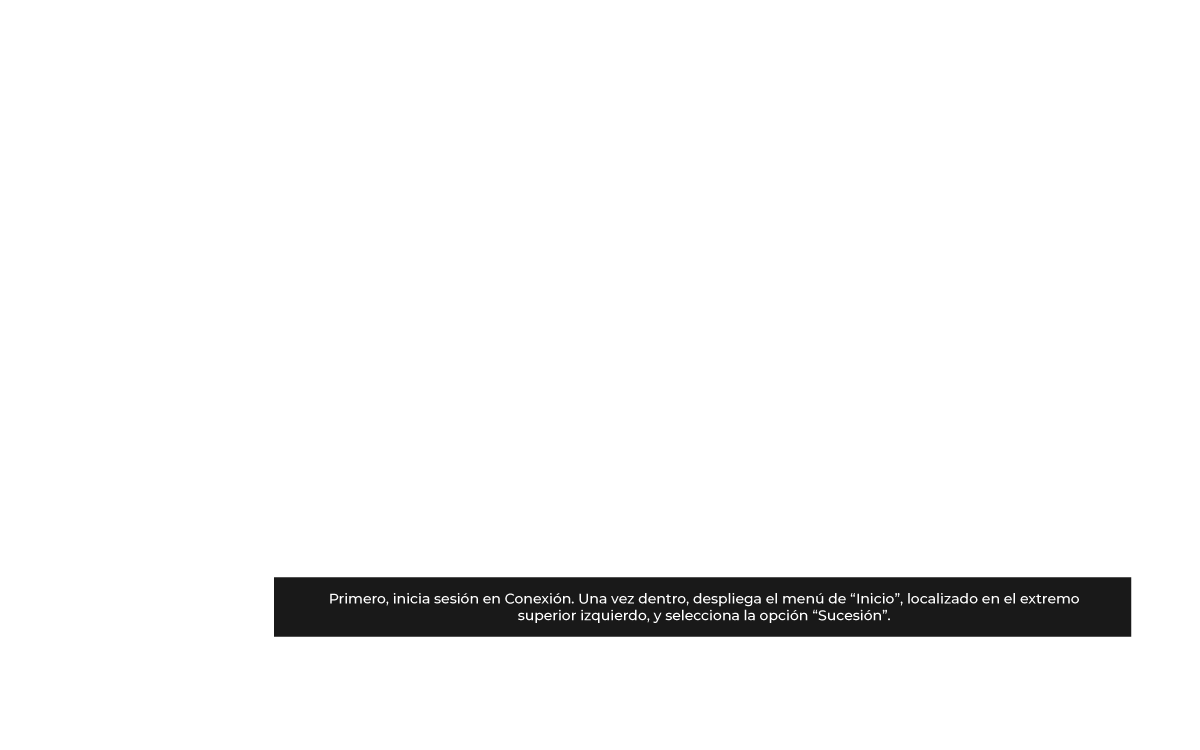 Primero, inicia sesión en Conexión. Una vez dentro, despliega el menú de “Inicio”, localizado en el extremo
superior izquierdo, y selecciona la opción “Sucesión”.